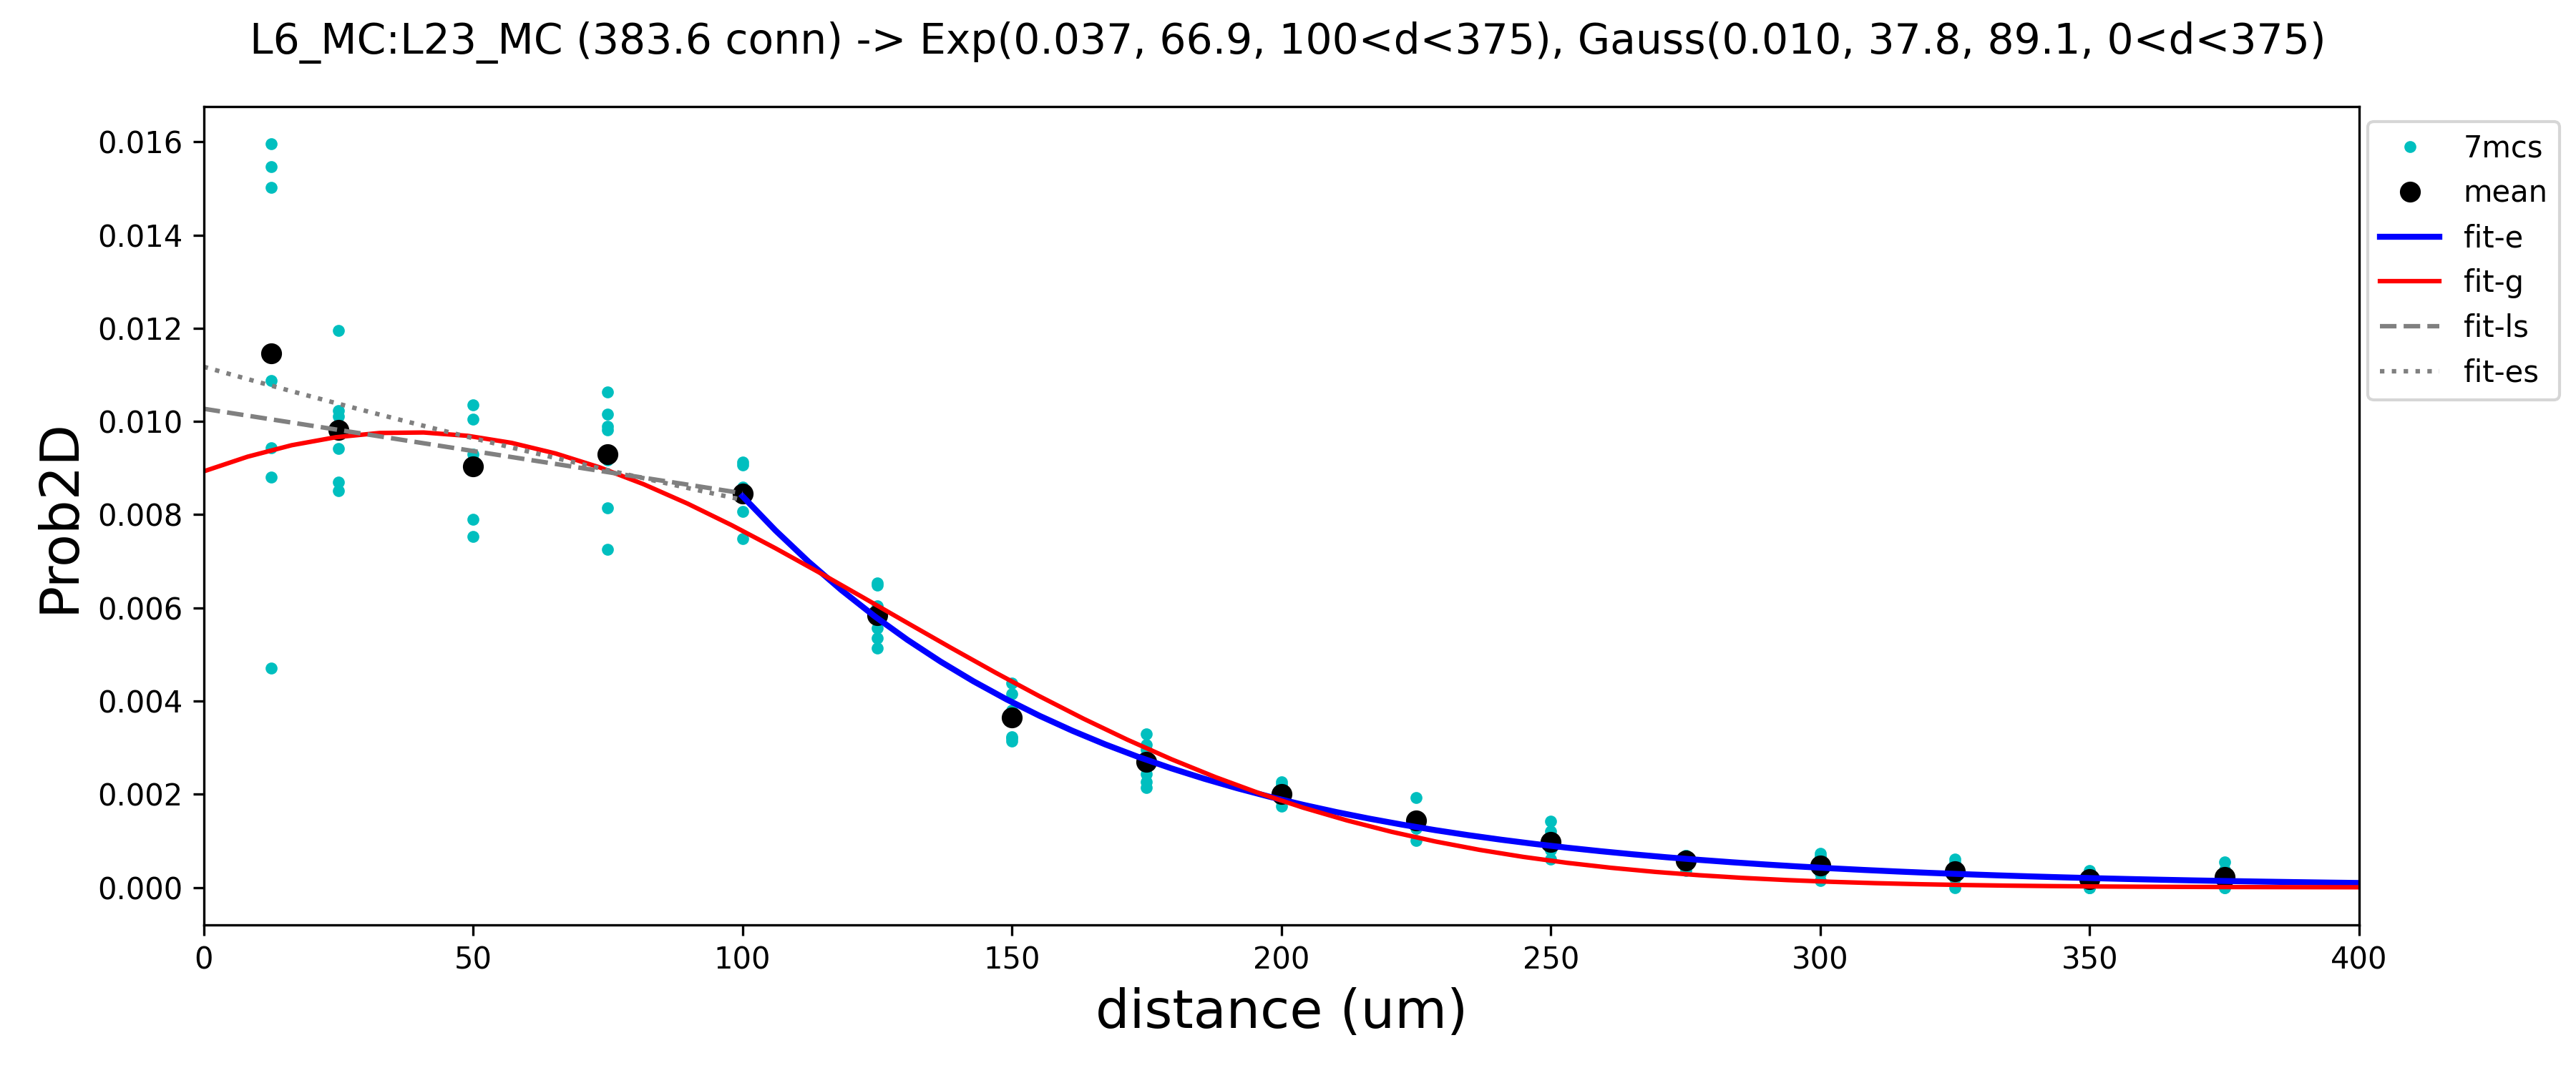 L6_MC:L23_MC (383.6 conn) -> Exp(0.037, 66.9, 100<d<375), Gauss(0.010, 37.8, 89.1, 0<d<375)
0.016
0.014
0.012
0.010
0.008
0.006
0.004
0.002
0.000
Prob2D
0 50 100 150 200 250 300 350 400
distance (um)
7mcs
mean
fit-e
fit-g
fit-ls
fit-es